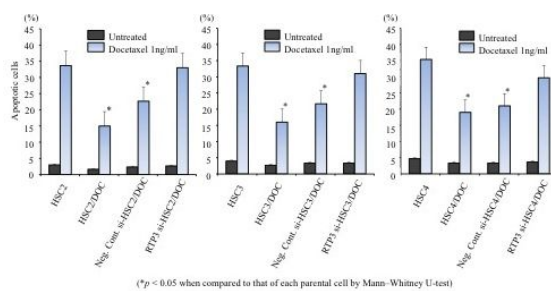 (%)
Untreated
Docetaxel 1ng/ml
Apoptotic cells
45
40
35
30
25
20
15
10
5
0
*
*
HSC2
HSC2/DOC
Neg. Cont. si-HSC2/DOC
RTP3 si-HSC2/DOC
(%)
Untreated
Docetaxel 1ng/ml
45
40
35
30
25
20
15
10
5
0
*
*
HSC3
HSC3/DOC
Neg. Cont. si-HSC3/DOC
RTP3 si-HSC3/DOC
(%)
Untreated
Docetaxel 1ng/ml
45
40
35
30
25
20
15
10
5
0
*
*
HSC4
HSC4/DOC
Neg. Cont. si-HSC4/DOC
RTP3 si-HSC4/DOC
(*p < 0.05 when compared to that of each parental cell by Mann–Whitney U-test)